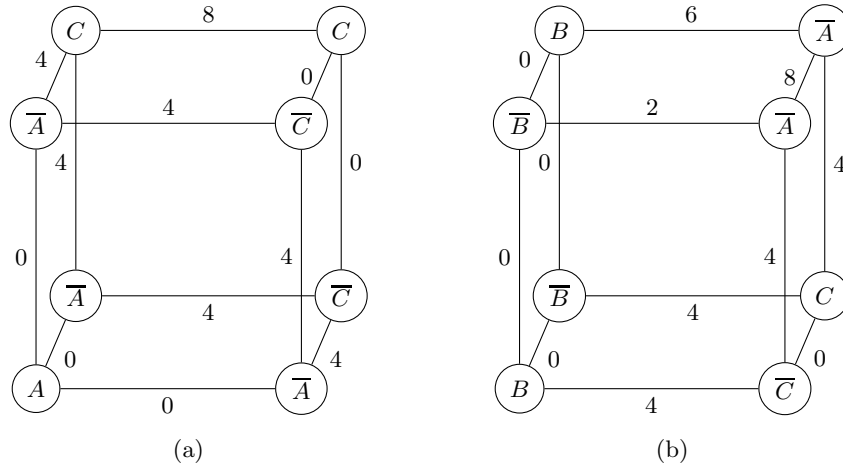 C 8 C B 6 A̅
4 0 0 8
A̅ 4 C̅ B̅ 2 A̅
4 0 0 4
0 4 0 4
A̅ 4 C̅ B̅ 4 C
0 4 0 0
A 0 A̅ B 4 C̅
(a) (b)